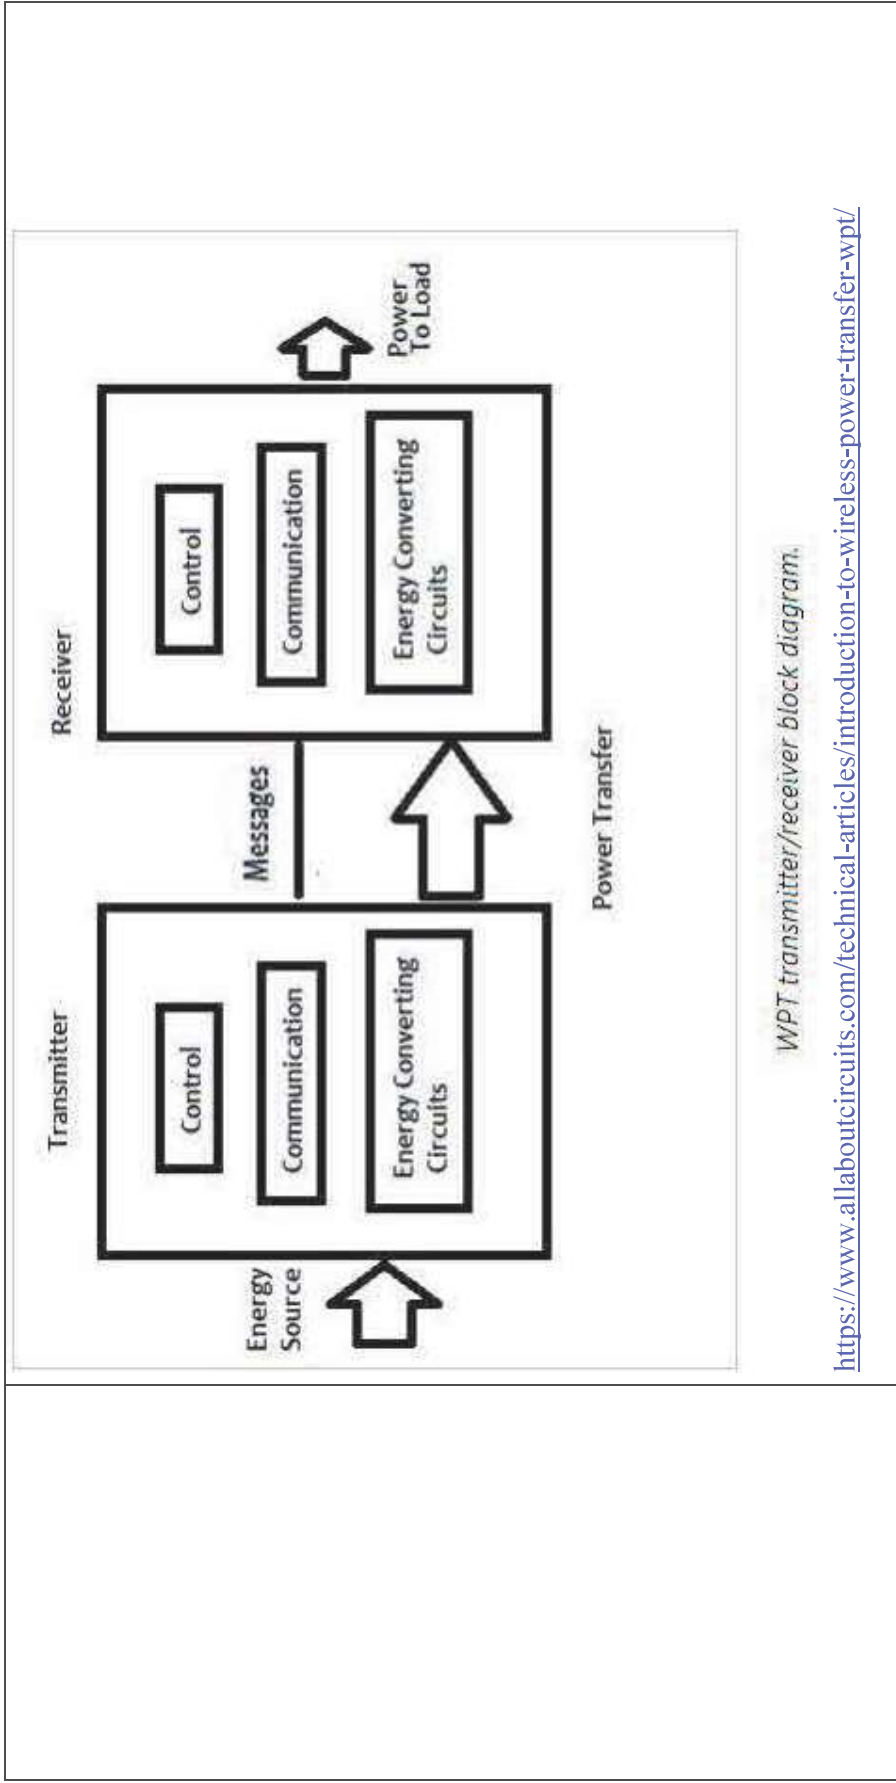 Transmitter
Receiver
Energy
Source
Control
Communication
Energy Converting
Circuits
Messages
Power Transfer
Control
Communication
Energy Converting
Circuits
Power
To Load
WPT transmitter/receiver block diagram.
https://www.allaboutcircuits.com/technical-articles/introduction-to-wireless-power-transfer-wpt/